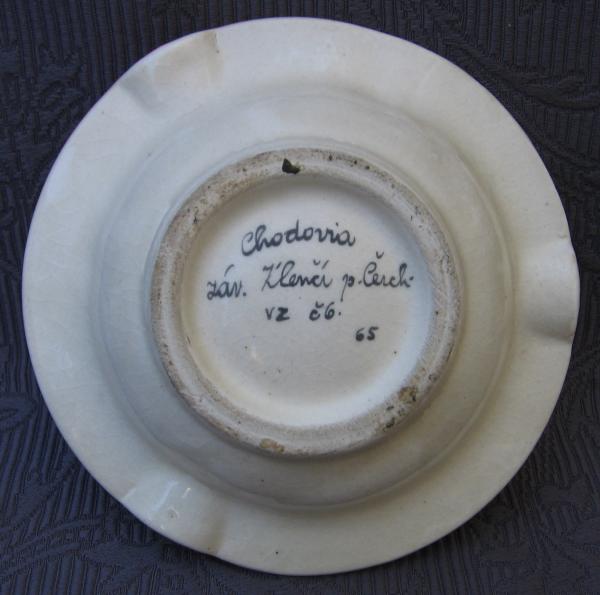 Chodovia
záv. Klenčí p. Čerch.
vz č6.
65